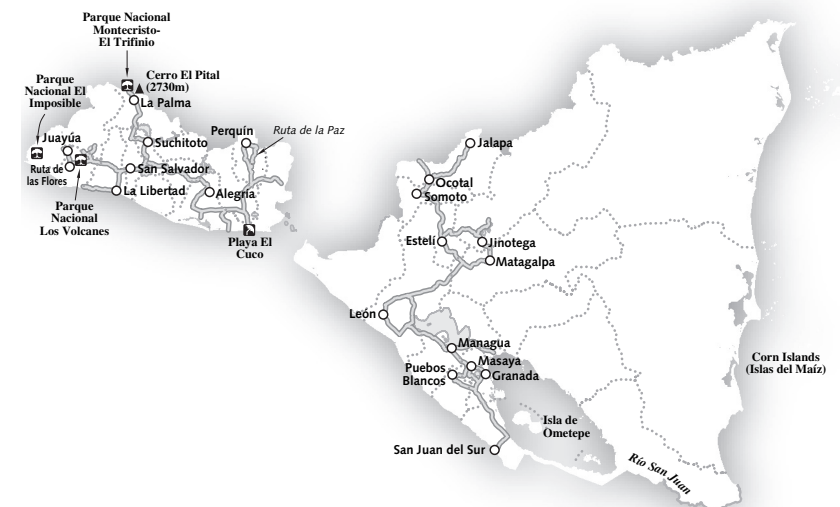 Parque Nacional
Montecristo-
El Trifinio
Cerro El Pital
(2730m)
Parque
Nacional El
Imposible
La Palma
Juayúa
Suchitoto
Perquín
Ruta de la Paz
Ruta de
las Flores
San Salvador
La Libertad
Alegría
Parque
Nacional
Los Volcanes
Playa El
Cuco
Jalapa
Ocotal
Somoto
Estelí
Jinotega
Matagalpa
León
Managua
Masaya
Puebos
Blancos
Granada
Corn Islands
(Islas del Maíz)
Isla de
Ometepe
San Juan del Sur
Río San Juan